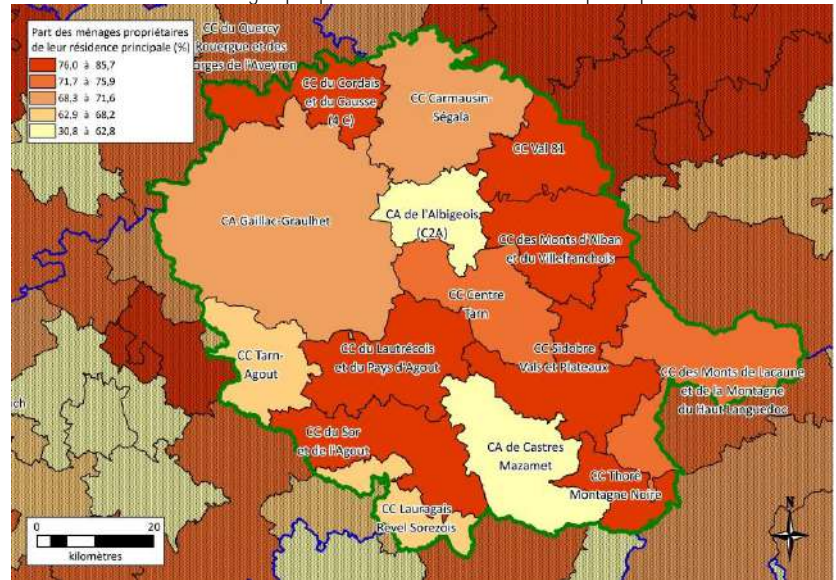 Part des ménages propriétaires
de leur résidence principale (%)
76,0 à 85,7
71,7 à 75,9
68,3 à 71,6
62,9 à 68,2
30,8 à 62,8
CC du Quercy
Rouergue et des
Gorges de l'Aveyron
CC du Cordais
et du Causse
(4 C)
CC Carmausin-
Ségala
CC Val 81
CA Gaillac-Graulhet
CA de l'Albigeois
(C2A)
CC des Monts d'Alban
et du Villefranchois
CC Centre
Tarn
CC Tarn-
Agout
CC du Lautrécois
et du Pays d'Agout
CC Sidobre
Vals et Plateaux
CC des Monts de Lacaune
et de la Montagne
du Haut Languedoc
CC du Sor
et de l'Agout
CA de Castres
Mazamet
CC Thoré
Montagne Noire
CC Lauragais
Revel Sorezois
0 20
kilomètres
N